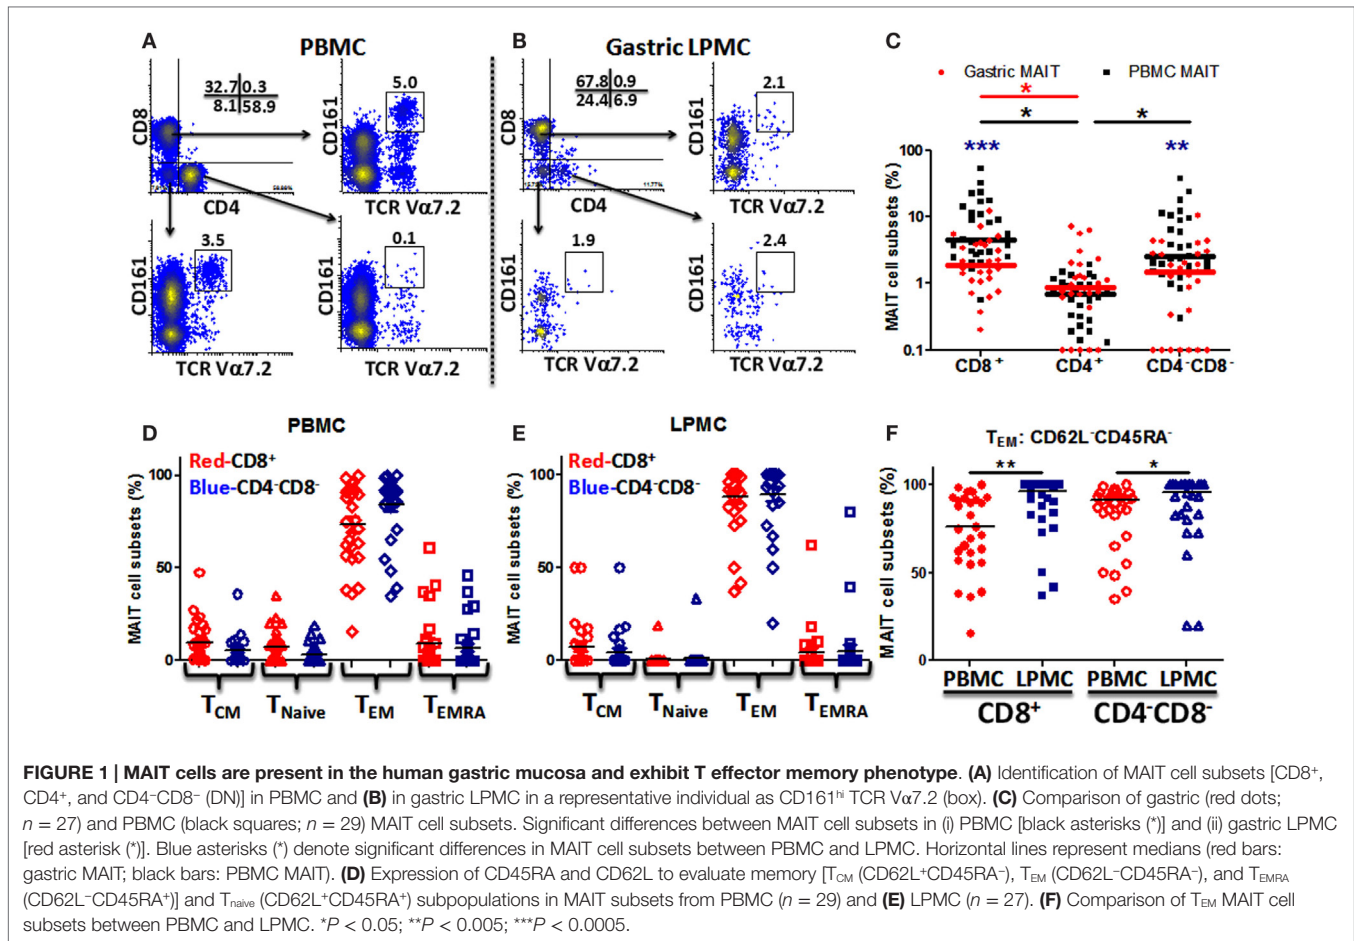 A
PBMC
32.7 0.3
8.1 58.9
5.0
CD8
CD161
CD4
TCR Vα7.2
3.5
0.1
CD161
CD161
TCR Vα7.2
TCR Vα7.2
B
Gastric LPMC
67.8 0.9
24.4 6.9
2.1
CD8
CD161
11.77%
CD4
TCR Vα7.2
1.9
2.4
CD161
CD161
TCR Vα7.2
TCR Vα7.2
C
Gastric MAIT
PBMC MAIT
*
*
*
***
**
MAIT cell subsets (%)
100
10
1
0.1
CD8⁺
CD4⁺
CD4⁻CD8⁻
D
PBMC
Red-CD8⁺
Blue-CD4⁻CD8⁻
MAIT cell subsets (%)
100
50
0
TCM
TNaive
TEM
TEMRA
E
LPMC
Red-CD8⁺
Blue-CD4⁻CD8⁻
MAIT cell subsets (%)
100
50
0
TCM
TNaive
TEM
TEMRA
F
TEM: CD62L⁻CD45RA⁻
**
*
MAIT cell subsets (%)
100
50
0
PBMC LPMC PBMC LPMC
CD8⁺
CD4⁻CD8⁻
FIGURE 1 | MAIT cells are present in the human gastric mucosa and exhibit T effector memory phenotype. (A) Identification of MAIT cell subsets [CD8⁺,
CD4⁺, and CD4⁻CD8⁻ (DN)] in PBMC and (B) in gastric LPMC in a representative individual as CD161ʰⁱ TCR Vα7.2 (box). (C) Comparison of gastric (red dots;
n = 27) and PBMC (black squares; n = 29) MAIT cell subsets. Significant differences between MAIT cell subsets in (i) PBMC [black asterisks (*)] and (ii) gastric LPMC
[red asterisk (*)]. Blue asterisks (*) denote significant differences in MAIT cell subsets between PBMC and LPMC. Horizontal lines represent medians (red bars:
gastric MAIT; black bars: PBMC MAIT). (D) Expression of CD45RA and CD62L to evaluate memory [TCM (CD62L⁺CD45RA⁻), TEM (CD62L⁻CD45RA⁻), and TEMRA
(CD62L⁻CD45RA⁺)] and Tnaive (CD62L⁺CD45RA⁺) subpopulations in MAIT subsets from PBMC (n = 29) and (E) LPMC (n = 27). (F) Comparison of TEM MAIT cell
subsets between PBMC and LPMC. *P < 0.05; **P < 0.005; ***P < 0.0005.